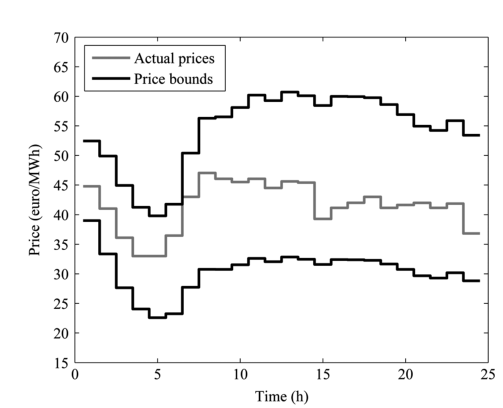 70
65
60
55
50
45
40
35
30
25
20
15
Price (euro/MWh)
Actual prices
Price bounds
0 5 10 15 20 25
Time (h)